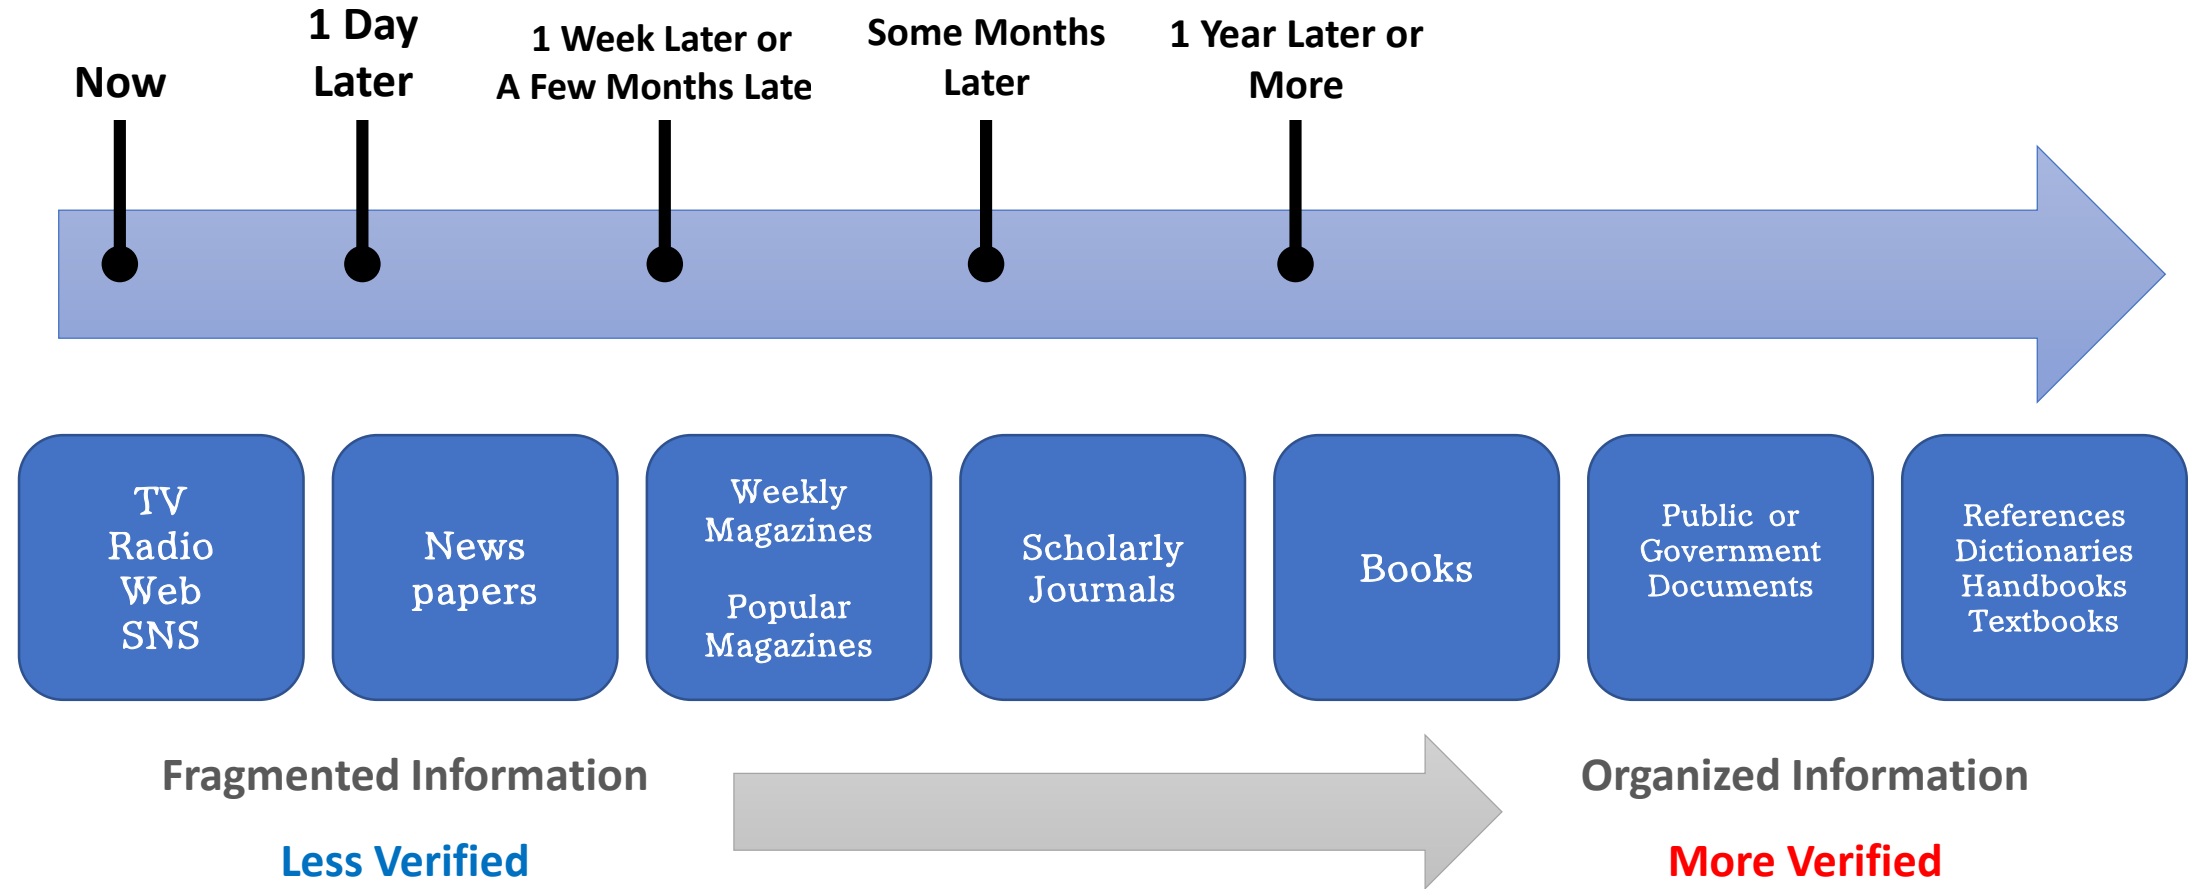 Now
1 Day
Later
1 Week Later or
A Few Months Late
Some Months
Later
1 Year Later or
More
TV
Radio
Web
SNS
News
papers
Weekly
Magazines
Popular
Magazines
Scholarly
Journals
Books
Public or
Government
Documents
References
Dictionaries
Handbooks
Textbooks
Fragmented Information
Less Verified
Organized Information
More Verified